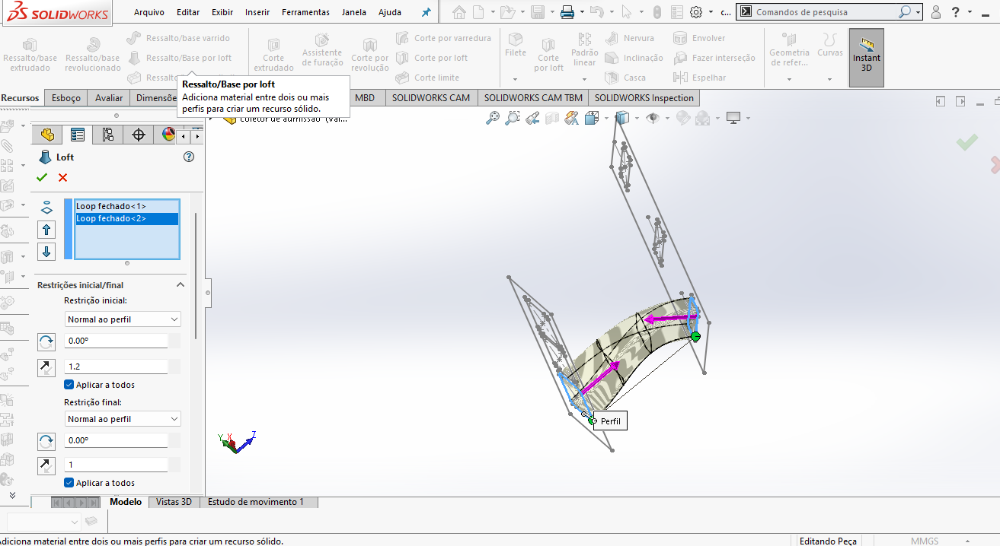 SOLIDWORKS
Arquivo Editar Exibir Inserir Ferramentas Janela Ajuda
c...
Comandos de pesquisa
?
Ressalto/base extrudado
Ressalto/base revolucionado
Ressalto/base varrido
Ressalto/Base por loft
Corte extrudado
Assistente de furação
Corte por revolução
Corte por varredura
Corte por loft
Corte limite
Filete
Corte por loft
Padrão linear
Nervura
Inclinação
Casca
Envolver
Fazer interseção
Espelhar
Geometria de refer...
Curvas
Instant 3D
Ressalto/Base por loft
Adiciona material entre dois ou mais
perfis para criar um recurso sólido.
Recursos Esboço Avaliar MBD SOLIDWORKS CAM SOLIDWORKS CAM TBM SOLIDWORKS Inspection
Loft
?
Loop fechado<1>
Loop fechado<2>
Restrições inicial/final
Restrição inicial:
Normal ao perfil
0.00º
1.2
Aplicar a todos
Restrição final:
Normal ao perfil
0.00º
1
Aplicar a todos
Perfil
Y X Z
Modelo Vistas 3D Estudo de movimento 1
diciona material entre dois ou mais perfis para criar um recurso sólido.
Editando Peça
MMGS